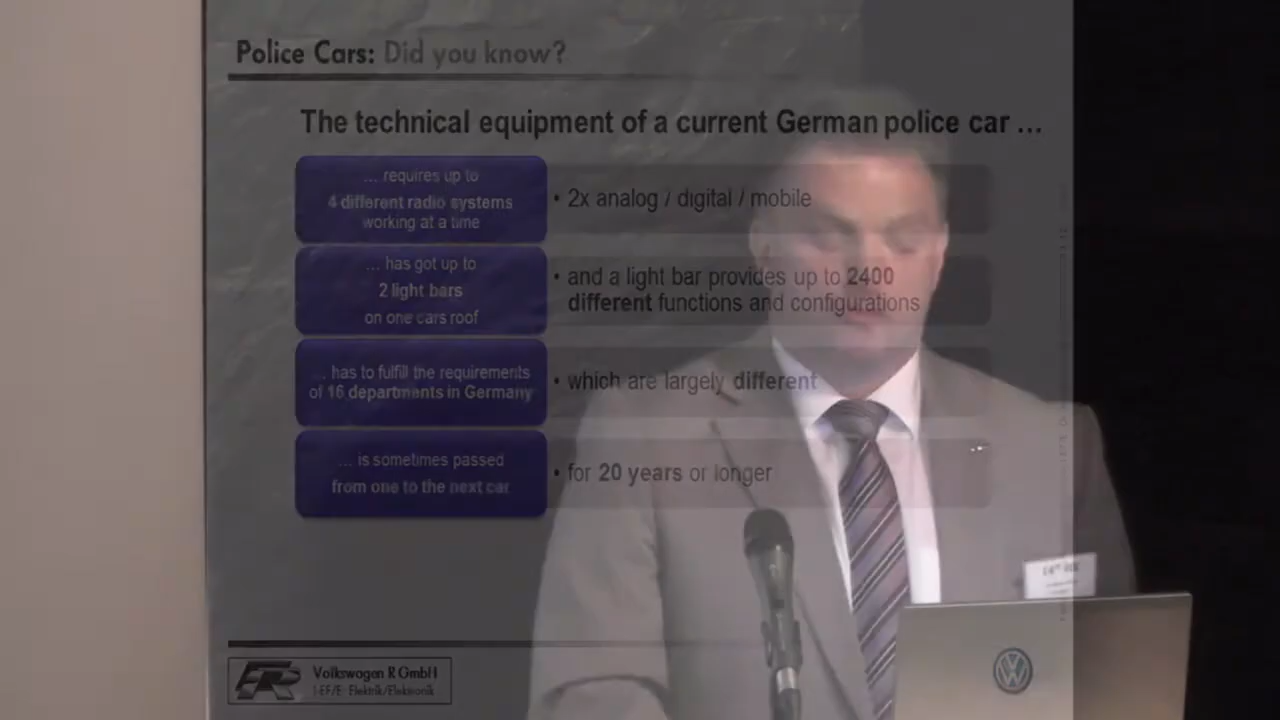 Police Cars: Did you know?
The technical equipment of a current German police car ...
... requires up to
4 different radio systems
working at a time
• 2x analog / digital / mobile
... has got up to
2 light bars
on one cars roof
• and a light bar provides up to 2400
different functions and configurations
... has to fulfill the requirements
of 16 departments in Germany
• which are largely different
... is sometimes passed
from one to the next car
• for 20 years or longer
Volkswagen R GmbH
I-EF/E: Elektrik/Elektronik